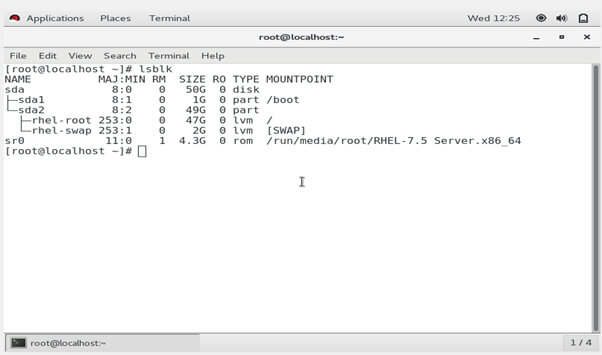 Applications Places Terminal Wed 12:25
root@localhost:~
File Edit View Search Terminal Help
[root@localhost ~]# lsblk
NAME MAJ:MIN RM SIZE RO TYPE MOUNTPOINT
sda 8:0 0 50G 0 disk
├─sda1 8:1 0 1G 0 part /boot
└─sda2 8:2 0 49G 0 part
├─rhel-root 253:0 0 47G 0 lvm /
└─rhel-swap 253:1 0 2G 0 lvm [SWAP]
sr0 11:0 1 4.3G 0 rom /run/media/root/RHEL-7.5 Server.x86_64
[root@localhost ~]#
root@localhost:~ 1 / 4